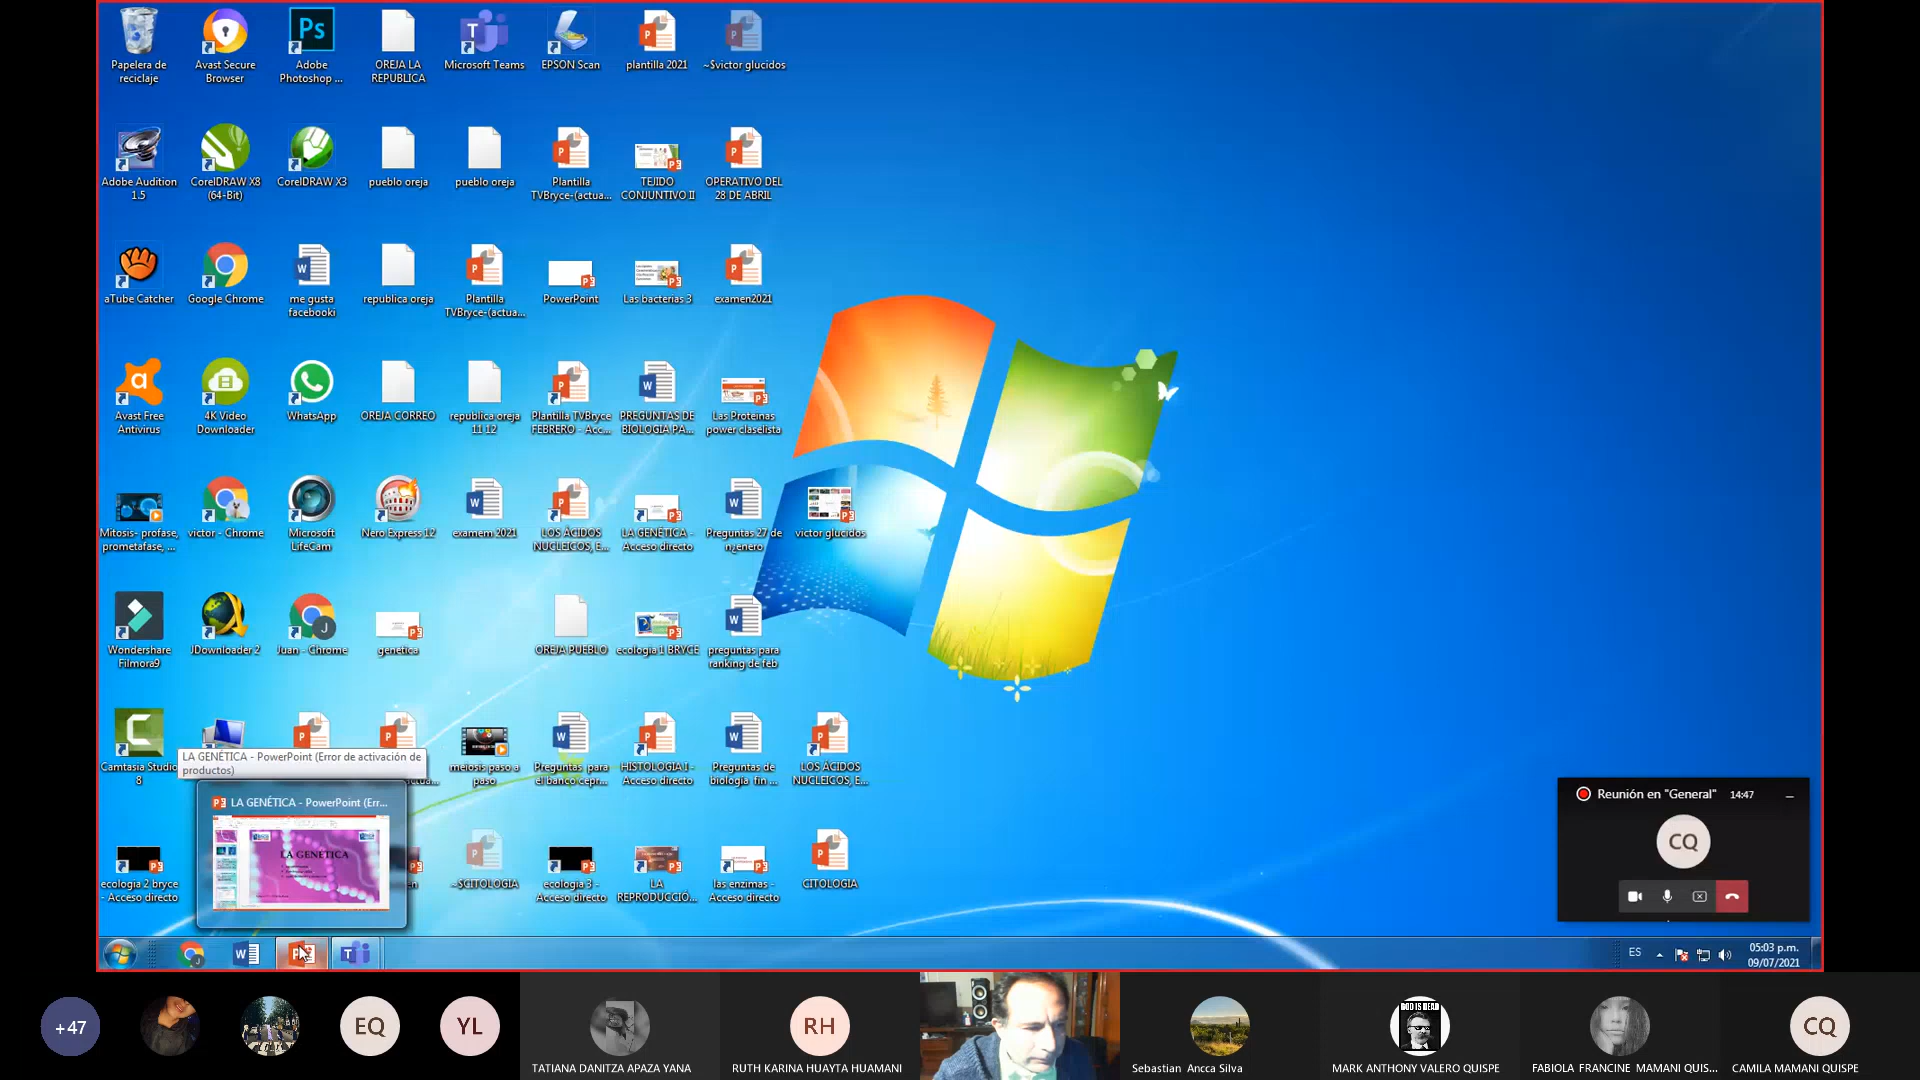 Papelera de
reciclaje
Avast Secure
Browser
Ps
Adobe
Photoshop ...
OREJA LA
REPUBLICA
Microsoft Teams
EPSON Scan
plantilla 2021
~$victor glucidos
Adobe Audition
1.5
CorelDRAW X8
(64-Bit)
CorelDRAW X3
pueblo oreja
pueblo oreja
Plantilla
TVBryce-(actua...
TEJIDO
CONJUNTIVO II
OPERATIVO DEL
28 DE ABRIL
aTube Catcher
Google Chrome
me gusta
facebooki
republica oreja
Plantilla
TVBryce-(actua...
PowerPoint
Las bacterias 3
examen2021
Avast Free
Antivirus
4K Video
Downloader
WhatsApp
OREJA CORREO
republica oreja
11 12
Plantilla TVBryce
FEBRERO - Acc...
PREGUNTAS DE
BIOLOGIA PA...
Las Proteinas
power claselista
Mitosis- profase,
prometafase, ...
victor - Chrome
Microsoft
LifeCam
Nero Express 12
examem 2021
LOS ÁCIDOS
NUCLEICOS, E...
LA GENÉTICA -
Acceso directo
Preguntas 27 de
victor glucidos
Wondershare
Filmora9
JDownloader 2
Juan - Chrome
genetica
OREJA PUEBLO
ecologia 1 BRYCE
preguntas para
ranking de feb
Camtasia Studio
8
LA GENÉTICA - PowerPoint (Error de activación de
productos)
meiosis paso a
paso
Preguntas para
el banco cepr...
HISTOLOGIA I -
Acceso directo
Preguntas de
biologia fin ...
LOS ÁCIDOS
NUCLEICOS, E...
LA GENÉTICA - PowerPoint (Err...
LA GENETICA
ecologia 2 bryce
- Acceso directo
~$CITOLOGIA
ecologia 3 -
Acceso directo
LA
REPRODUCCIÓ...
las enzimas -
Acceso directo
CITOLOGIA
Reunión en "General" 14:47
CQ
ES
05:03 p.m.
09/07/2021
+47
EQ
YL
TATIANA DANITZA APAZA YANA
RH
RUTH KARINA HUAYTA HUAMANI
Sebastian Ancca Silva
GOD IS DEAD
MARK ANTHONY VALERO QUISPE
FABIOLA FRANCINE MAMANI QUIS...
CQ
CAMILA MAMANI QUISPE